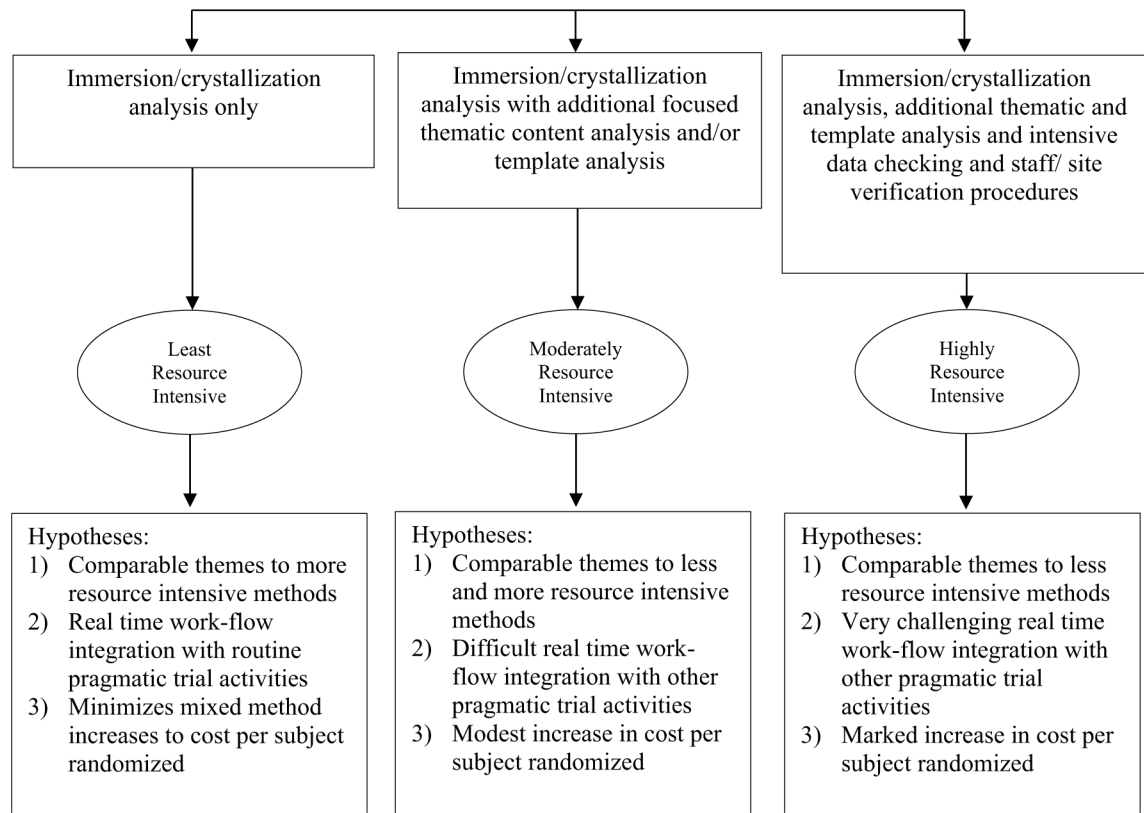 Immersion/crystallization
analysis only
Immersion/crystallization
analysis with additional focused
thematic content analysis and/or
template analysis
Immersion/crystallization
analysis, additional thematic and
template analysis and intensive
data checking and staff/ site
verification procedures
Least
Resource
Intensive
Moderately
Resource
Intensive
Highly
Resource
Intensive
Hypotheses:
1) Comparable themes to more
resource intensive methods
2) Real time work-flow
integration with routine
pragmatic trial activities
3) Minimizes mixed method
increases to cost per subject
randomized
Hypotheses:
1) Comparable themes to less
and more resource intensive
methods
2) Difficult real time work-
flow integration with other
pragmatic trial activities
3) Modest increase in cost per
subject randomized
Hypotheses:
1) Comparable themes to less
resource intensive methods
2) Very challenging real time
work-flow integration with
other pragmatic trial
activities
3) Marked increase in cost per
subject randomized